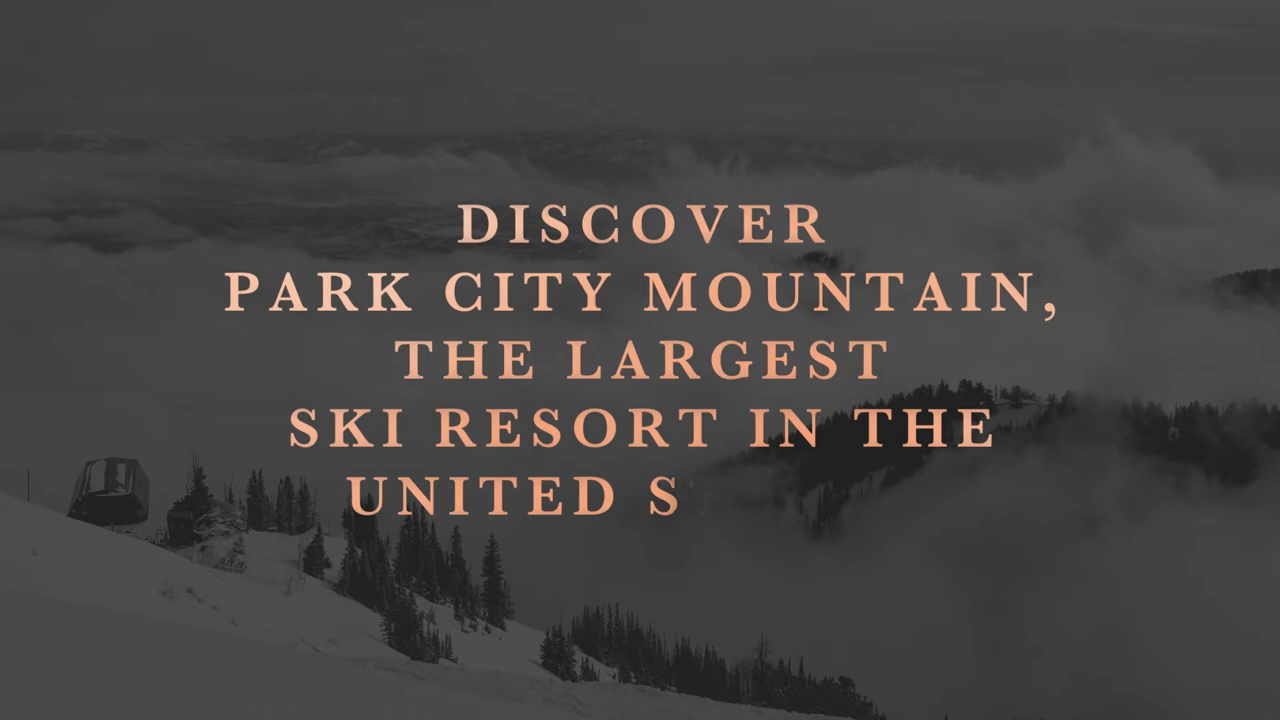 DISCOVER
PARK CITY MOUNTAIN,
THE LARGEST
SKI RESORT IN THE
UNITED S